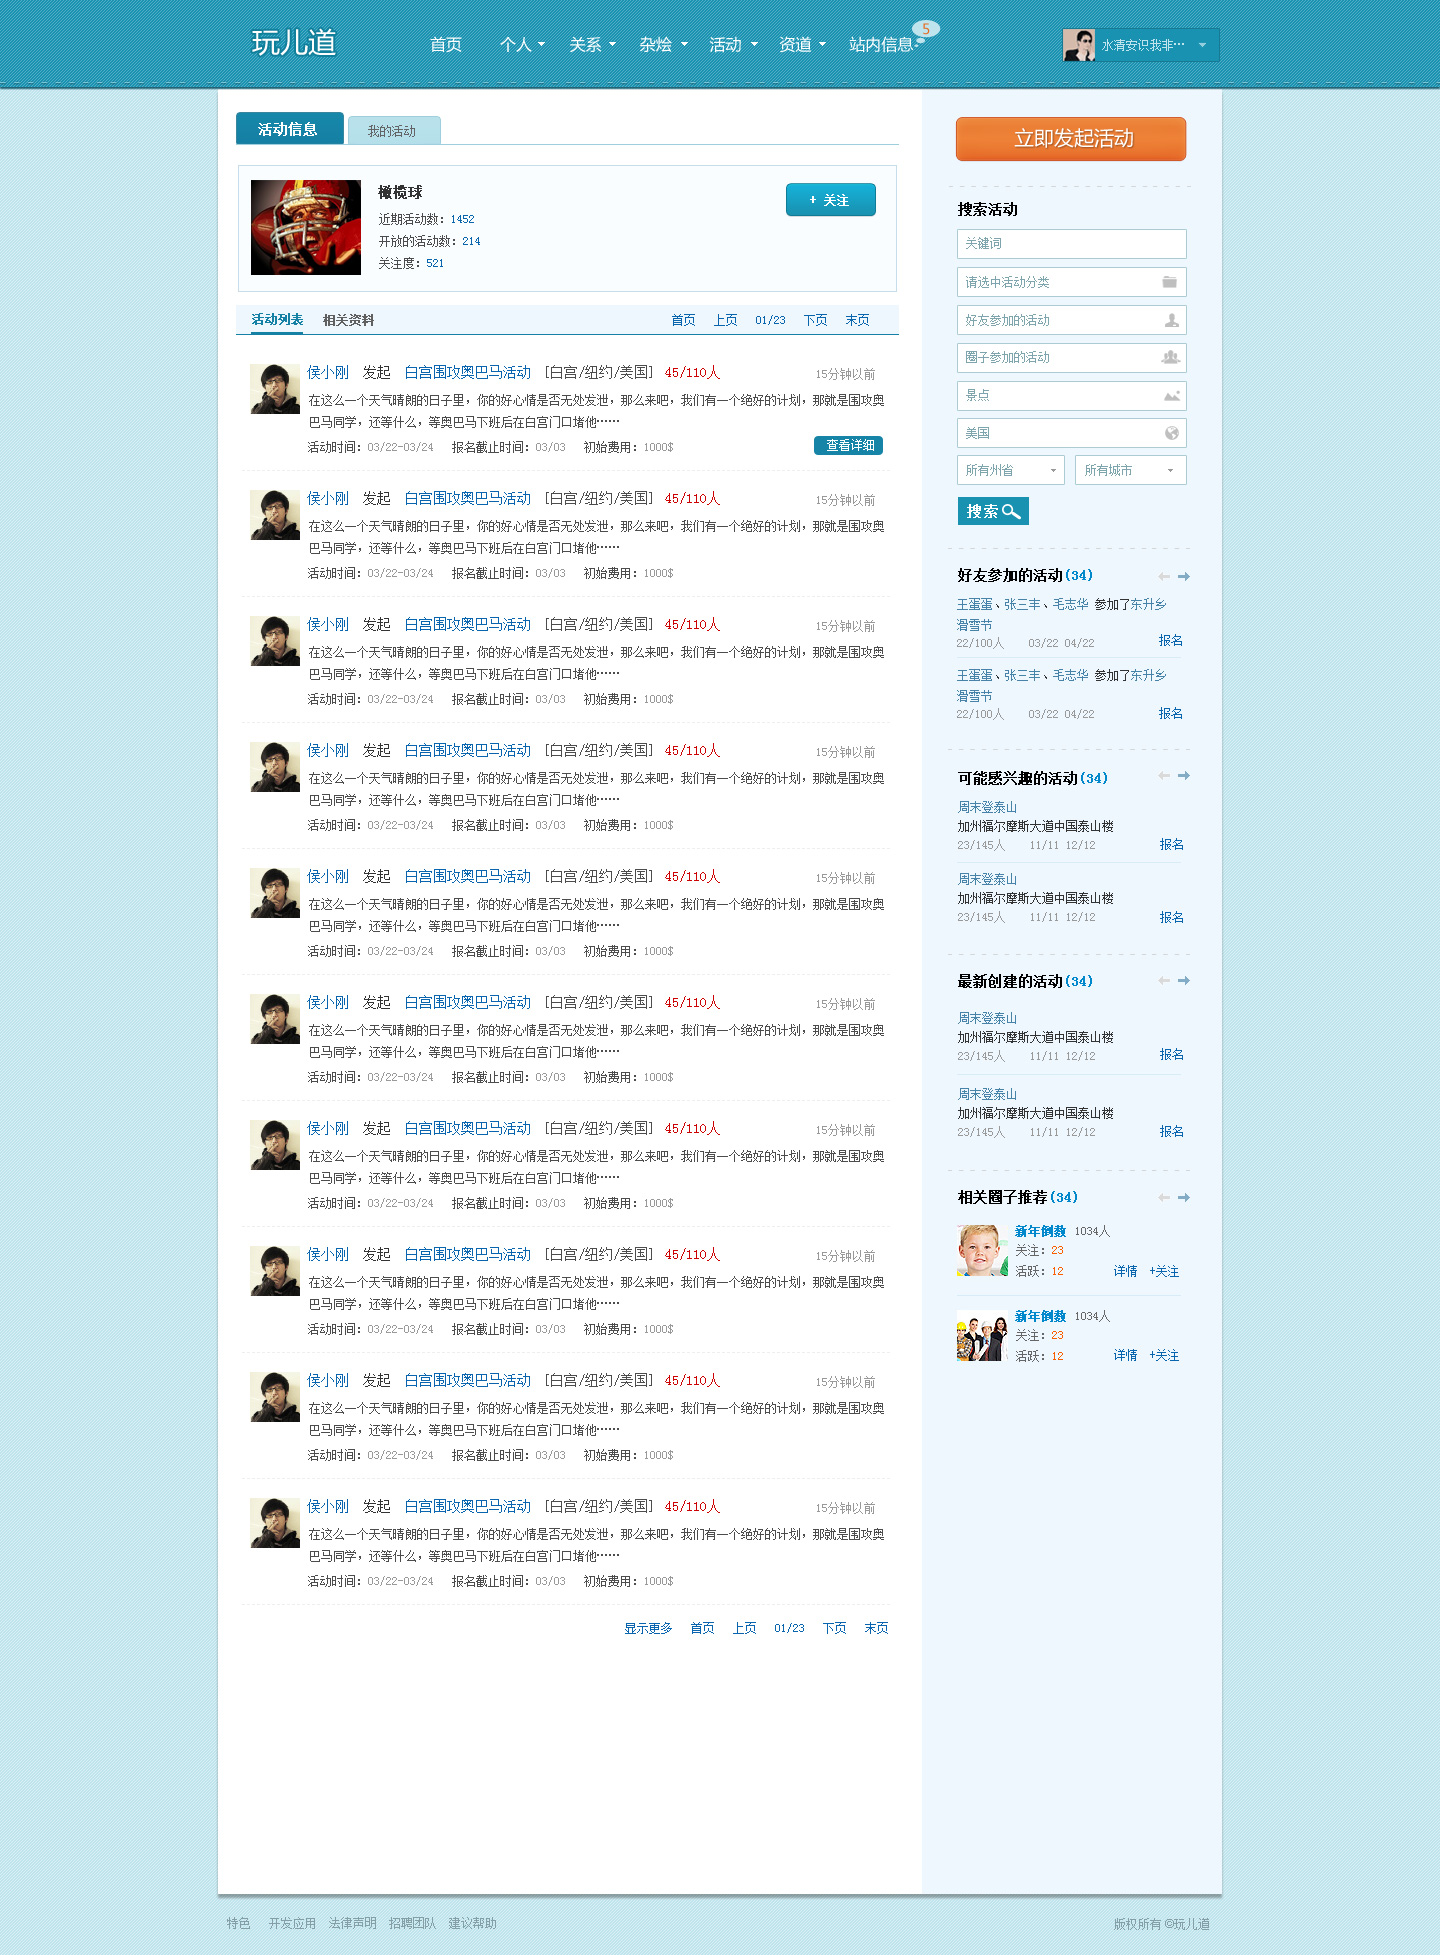 玩儿道
首页 个人 关系 杂烩 活动 资道 站内信息 5
水清安识我非…
活动信息 我的活动
橄榄球
+ 关注
近期活动数：1452
开放的活动数：214
关注度：521
活动列表 相关资料 首页 上页 01/23 下页 末页
侯小刚 发起 白宫围攻奥巴马活动 [白宫/纽约/美国] 45/110人 15分钟以前
在这么一个天气晴朗的日子里，你的好心情是否无处发泄，那么来吧，我们有一个绝好的计划，那就是围攻奥
巴马同学，还等什么，等奥巴马下班后在白宫门口堵他……
活动时间：03/22-03/24 报名截止时间：03/03 初始费用：1000$ 查看详细
侯小刚 发起 白宫围攻奥巴马活动 [白宫/纽约/美国] 45/110人 15分钟以前
在这么一个天气晴朗的日子里，你的好心情是否无处发泄，那么来吧，我们有一个绝好的计划，那就是围攻奥
巴马同学，还等什么，等奥巴马下班后在白宫门口堵他……
活动时间：03/22-03/24 报名截止时间：03/03 初始费用：1000$
侯小刚 发起 白宫围攻奥巴马活动 [白宫/纽约/美国] 45/110人 15分钟以前
在这么一个天气晴朗的日子里，你的好心情是否无处发泄，那么来吧，我们有一个绝好的计划，那就是围攻奥
巴马同学，还等什么，等奥巴马下班后在白宫门口堵他……
活动时间：03/22-03/24 报名截止时间：03/03 初始费用：1000$
侯小刚 发起 白宫围攻奥巴马活动 [白宫/纽约/美国] 45/110人 15分钟以前
在这么一个天气晴朗的日子里，你的好心情是否无处发泄，那么来吧，我们有一个绝好的计划，那就是围攻奥
巴马同学，还等什么，等奥巴马下班后在白宫门口堵他……
活动时间：03/22-03/24 报名截止时间：03/03 初始费用：1000$
侯小刚 发起 白宫围攻奥巴马活动 [白宫/纽约/美国] 45/110人 15分钟以前
在这么一个天气晴朗的日子里，你的好心情是否无处发泄，那么来吧，我们有一个绝好的计划，那就是围攻奥
巴马同学，还等什么，等奥巴马下班后在白宫门口堵他……
活动时间：03/22-03/24 报名截止时间：03/03 初始费用：1000$
侯小刚 发起 白宫围攻奥巴马活动 [白宫/纽约/美国] 45/110人 15分钟以前
在这么一个天气晴朗的日子里，你的好心情是否无处发泄，那么来吧，我们有一个绝好的计划，那就是围攻奥
巴马同学，还等什么，等奥巴马下班后在白宫门口堵他……
活动时间：03/22-03/24 报名截止时间：03/03 初始费用：1000$
侯小刚 发起 白宫围攻奥巴马活动 [白宫/纽约/美国] 45/110人 15分钟以前
在这么一个天气晴朗的日子里，你的好心情是否无处发泄，那么来吧，我们有一个绝好的计划，那就是围攻奥
巴马同学，还等什么，等奥巴马下班后在白宫门口堵他……
活动时间：03/22-03/24 报名截止时间：03/03 初始费用：1000$
侯小刚 发起 白宫围攻奥巴马活动 [白宫/纽约/美国] 45/110人 15分钟以前
在这么一个天气晴朗的日子里，你的好心情是否无处发泄，那么来吧，我们有一个绝好的计划，那就是围攻奥
巴马同学，还等什么，等奥巴马下班后在白宫门口堵他……
活动时间：03/22-03/24 报名截止时间：03/03 初始费用：1000$
侯小刚 发起 白宫围攻奥巴马活动 [白宫/纽约/美国] 45/110人 15分钟以前
在这么一个天气晴朗的日子里，你的好心情是否无处发泄，那么来吧，我们有一个绝好的计划，那就是围攻奥
巴马同学，还等什么，等奥巴马下班后在白宫门口堵他……
活动时间：03/22-03/24 报名截止时间：03/03 初始费用：1000$
侯小刚 发起 白宫围攻奥巴马活动 [白宫/纽约/美国] 45/110人 15分钟以前
在这么一个天气晴朗的日子里，你的好心情是否无处发泄，那么来吧，我们有一个绝好的计划，那就是围攻奥
巴马同学，还等什么，等奥巴马下班后在白宫门口堵他……
活动时间：03/22-03/24 报名截止时间：03/03 初始费用：1000$
显示更多 首页 上页 01/23 下页 末页
立即发起活动
搜索活动
关键词
请选中活动分类
好友参加的活动
圈子参加的活动
景点
美国
所有州省 所有城市
搜索
好友参加的活动(34)
王蛋蛋、张三丰、毛志华 参加了东升乡
滑雪节
22/100人 03/22 04/22 报名
王蛋蛋、张三丰、毛志华 参加了东升乡
滑雪节
22/100人 03/22 04/22 报名
可能感兴趣的活动(34)
周末登泰山
加州福尔摩斯大道中国泰山楼
23/145人 11/11 12/12 报名
周末登泰山
加州福尔摩斯大道中国泰山楼
23/145人 11/11 12/12 报名
最新创建的活动(34)
周末登泰山
加州福尔摩斯大道中国泰山楼
23/145人 11/11 12/12 报名
周末登泰山
加州福尔摩斯大道中国泰山楼
23/145人 11/11 12/12 报名
相关圈子推荐(34)
新年倒数 1034人
关注：23
活跃：12 详情 +关注
新年倒数 1034人
关注：23
活跃：12 详情 +关注
特色 开发应用 法律声明 招聘团队 建议帮助 版权所有 ©玩儿道